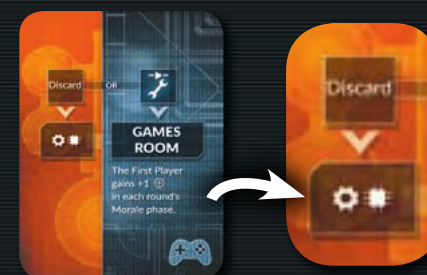 Discard
OR
GAMES
ROOM
The First Player
gains +1
in each round's
Morale phase.
Discard